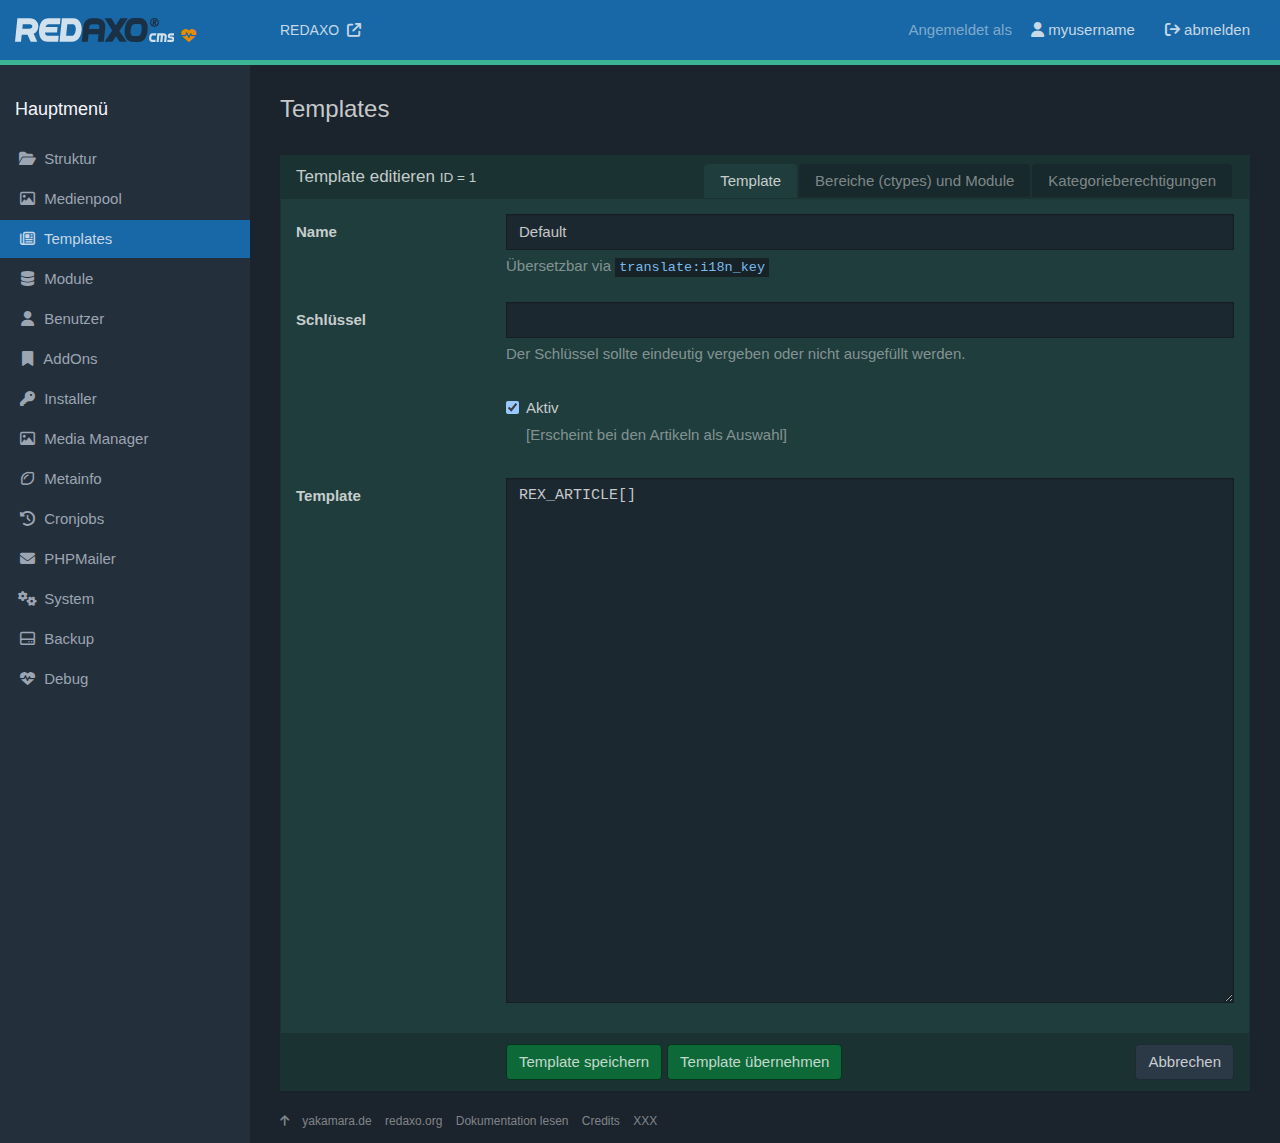 REDAXO® cms
REDAXO
Angemeldet als myusername abmelden
Hauptmenü
Struktur
Medienpool
Templates
Module
Benutzer
AddOns
Installer
Media Manager
Metainfo
Cronjobs
PHPMailer
System
Backup
Debug
Templates
Template editieren ID = 1
Template Bereiche (ctypes) und Module Kategorieberechtigungen
Name
Default
Übersetzbar via translate:i18n_key
Schlüssel
Der Schlüssel sollte eindeutig vergeben oder nicht ausgefüllt werden.
Aktiv
[Erscheint bei den Artikeln als Auswahl]
Template
REX_ARTICLE[]
Template speichern Template übernehmen Abbrechen
yakamara.de redaxo.org Dokumentation lesen Credits XXX